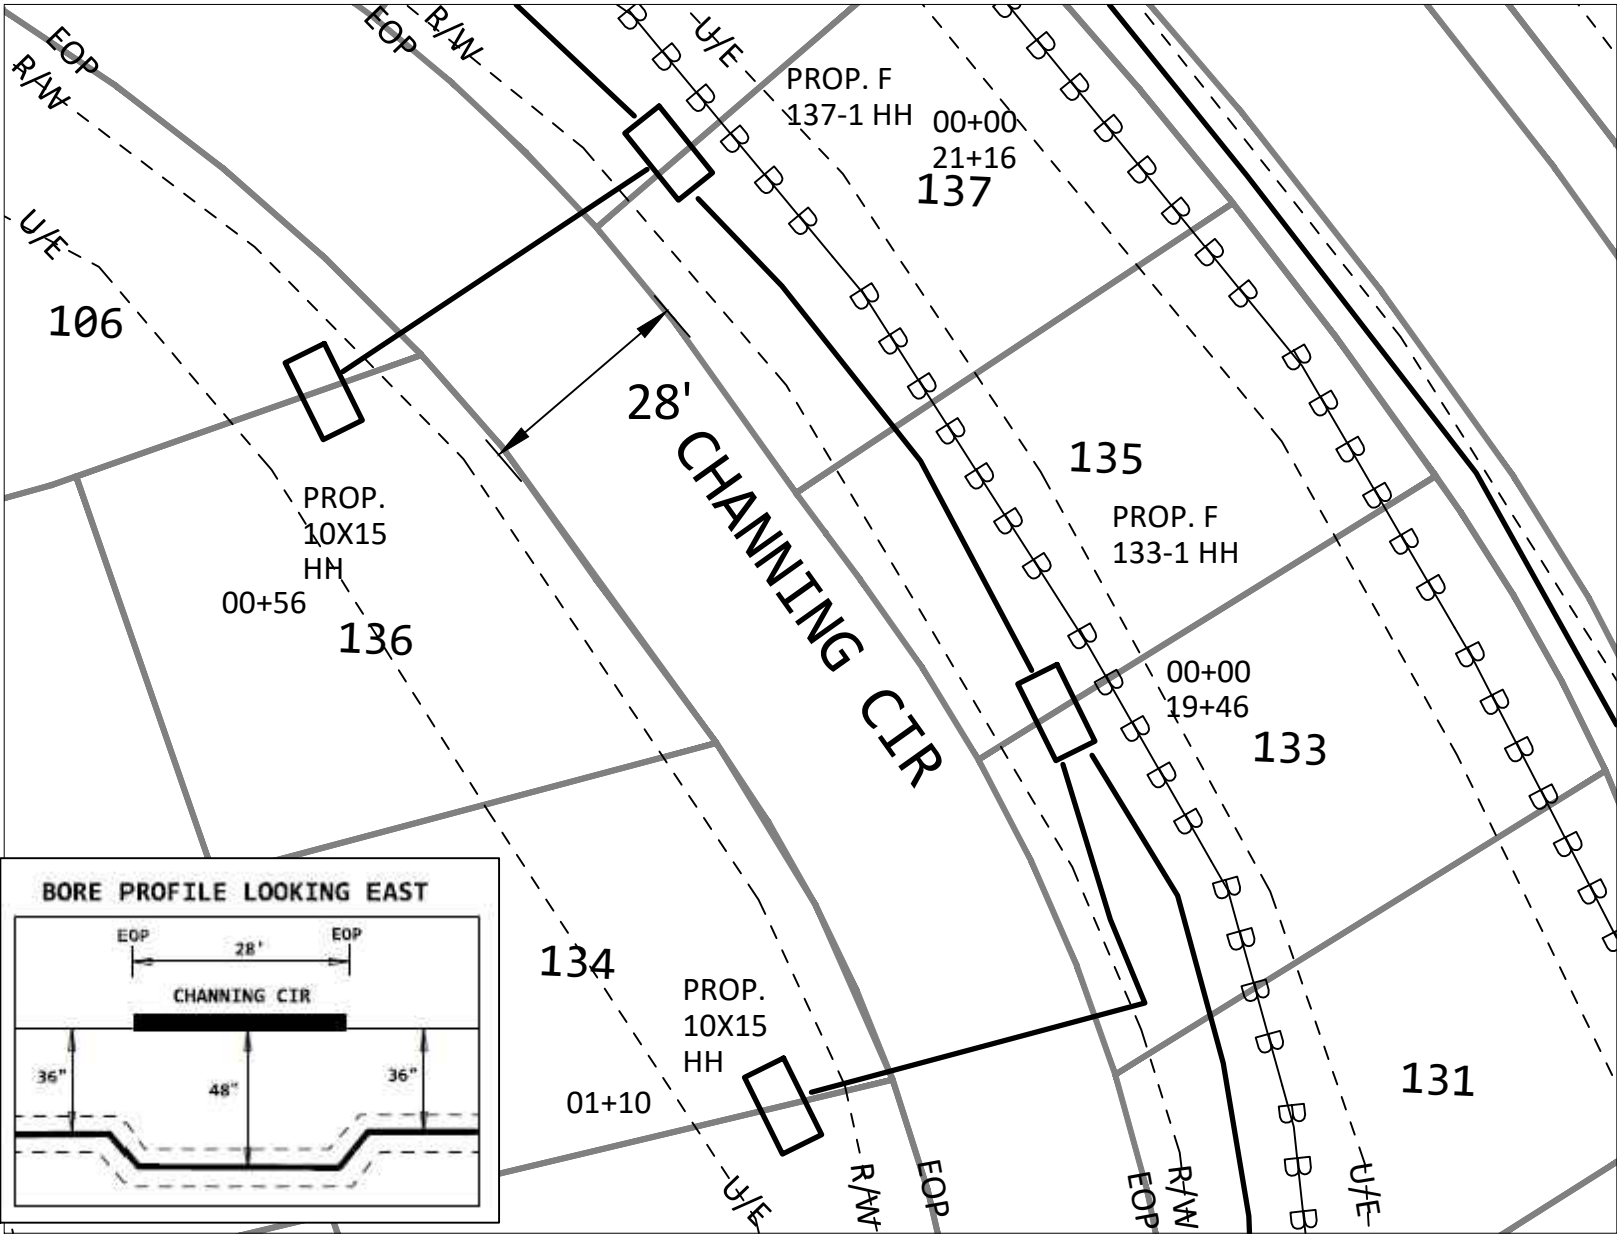 EOP
R/W
EOP
R/W
U/E
U/E
PROP. F
137-1 HH
00+00
21+16
137
106
28'
CHANNING CIR
135
PROP. F
133-1 HH
PROP.
10X15
HH
00+56
136
00+00
19+46
133
134
PROP.
10X15
HH
01+10
131
U/E
R/W
EOP
EOP
R/W
U/E
B B B B B B B B B B B B B B B B B B B B B B B B B B B
B B B B B B B B B B B B B B B B B B B B
BORE PROFILE LOOKING EAST
EOP
EOP
28'
CHANNING CIR
36"
48"
36"